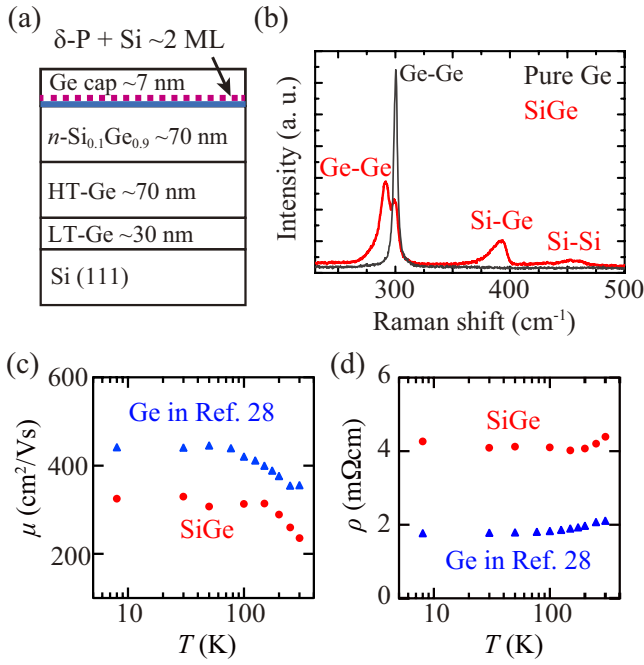 (a)
δ-P + Si ~2 ML
Ge cap ~7 nm
n-Si0.1Ge0.9 ~70 nm
HT-Ge ~70 nm
LT-Ge ~30 nm
Si (111)
(b)
Intensity (a. u.)
Ge-Ge
Pure Ge
SiGe
Ge-Ge
Si-Ge
Si-Si
300
400
500
Raman shift (cm-1)
(c)
μ (cm2/Vs)
600
400
200
Ge in Ref. 28
SiGe
10
100
T (K)
(d)
ρ (mΩcm)
6
4
2
0
SiGe
Ge in Ref. 28
10
100
T (K)